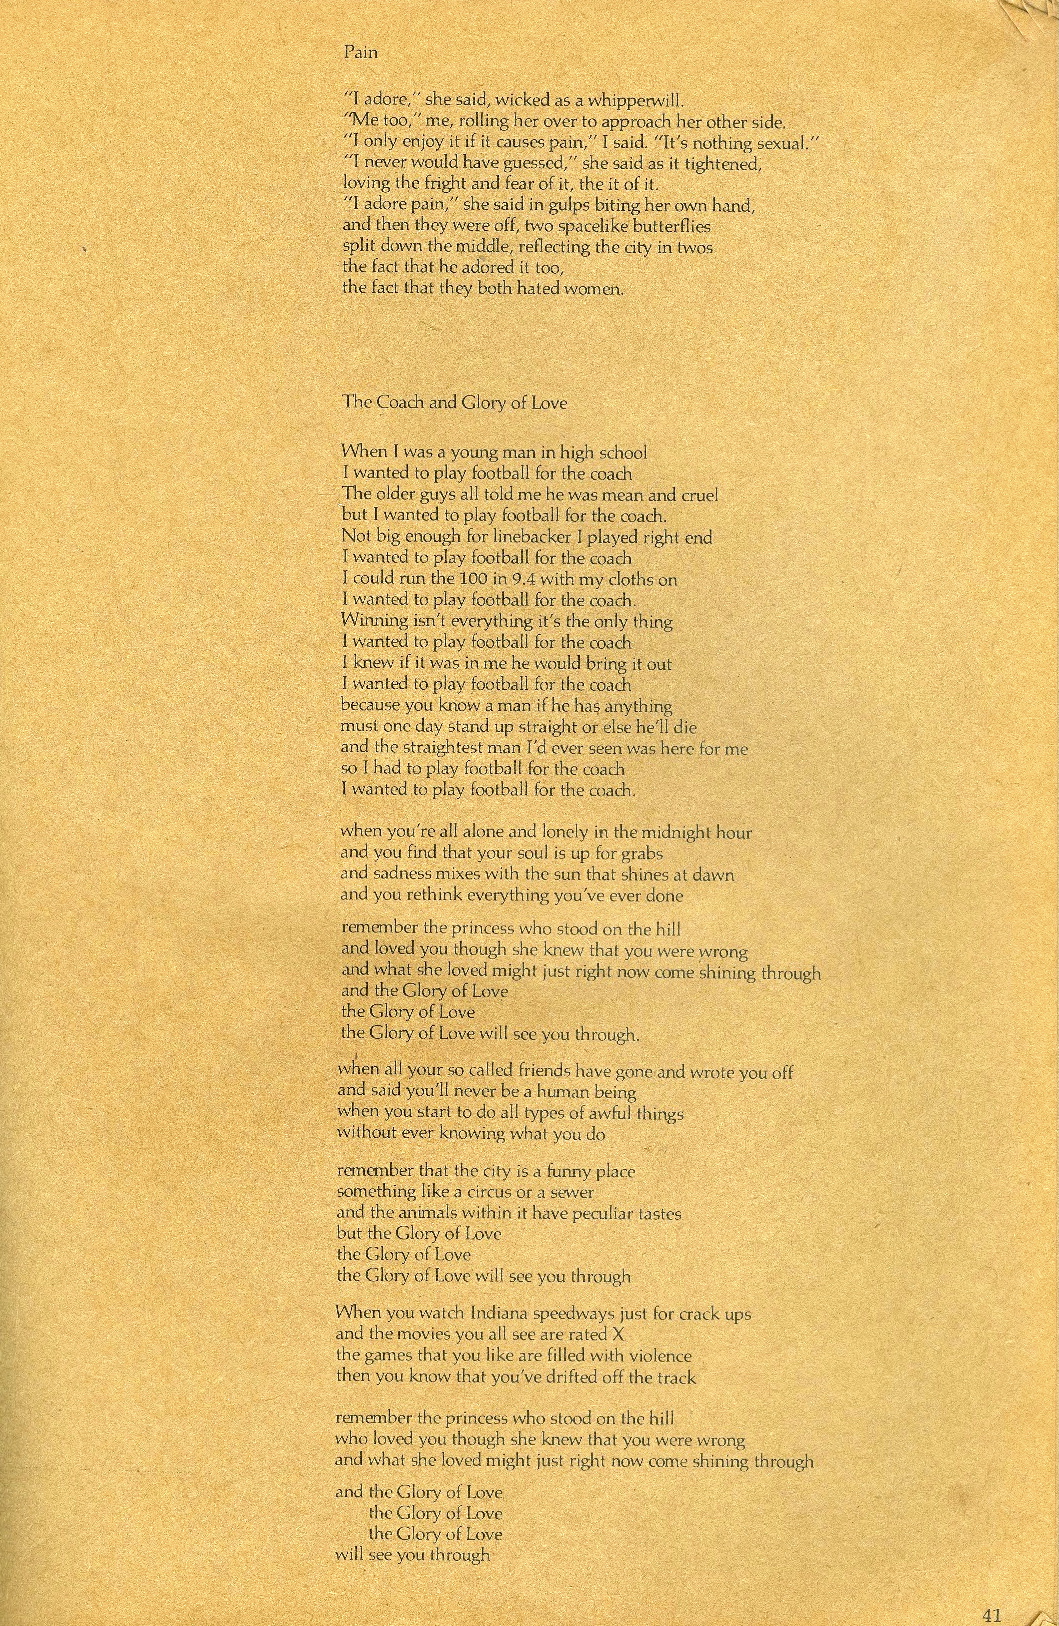 Pain
"I adore," she said, wicked as a whipperwill.
"Me too," me, rolling her over to approach her other side.
"I only enjoy it if it causes pain," I said. "It's nothing sexual."
"I never would have guessed," she said as it tightened,
loving the fright and fear of it, the it of it.
"I adore pain," she said in gulps biting her own hand,
and then they were off, two spacelike butterflies
split down the middle, reflecting the city in twos
the fact that he adored it too,
the fact that they both hated women.
The Coach and Glory of Love
When I was a young man in high school
I wanted to play football for the coach
The older guys all told me he was mean and cruel
but I wanted to play football for the coach.
Not big enough for linebacker I played right end
I wanted to play football for the coach
I could run the 100 in 9.4 with my cloths on
I wanted to play football for the coach.
Winning isn't everything it's the only thing
I wanted to play football for the coach
I knew if it was in me he would bring it out
I wanted to play football for the coach
because you know a man if he has anything
must one day stand up straight or else he'll die
and the straightest man I'd ever seen was here for me
so I had to play football for the coach
I wanted to play football for the coach.
when you're all alone and lonely in the midnight hour
and you find that your soul is up for grabs
and sadness mixes with the sun that shines at dawn
and you rethink everything you've ever done
remember the princess who stood on the hill
and loved you though she knew that you were wrong
and what she loved might just right now come shining through
and the Glory of Love
the Glory of Love
the Glory of Love will see you through.
when all your so called friends have gone and wrote you off
and said you'll never be a human being
when you start to do all types of awful things
without ever knowing what you do
remember that the city is a funny place
something like a circus or a sewer
and the animals within it have peculiar tastes
but the Glory of Love
the Glory of Love
the Glory of Love will see you through
When you watch Indiana speedways just for crack ups
and the movies you all see are rated X
the games that you like are filled with violence
then you know that you've drifted off the track
remember the princess who stood on the hill
who loved you though she knew that you were wrong
and what she loved might just right now come shining through
and the Glory of Love
the Glory of Love
the Glory of Love
will see you through
41